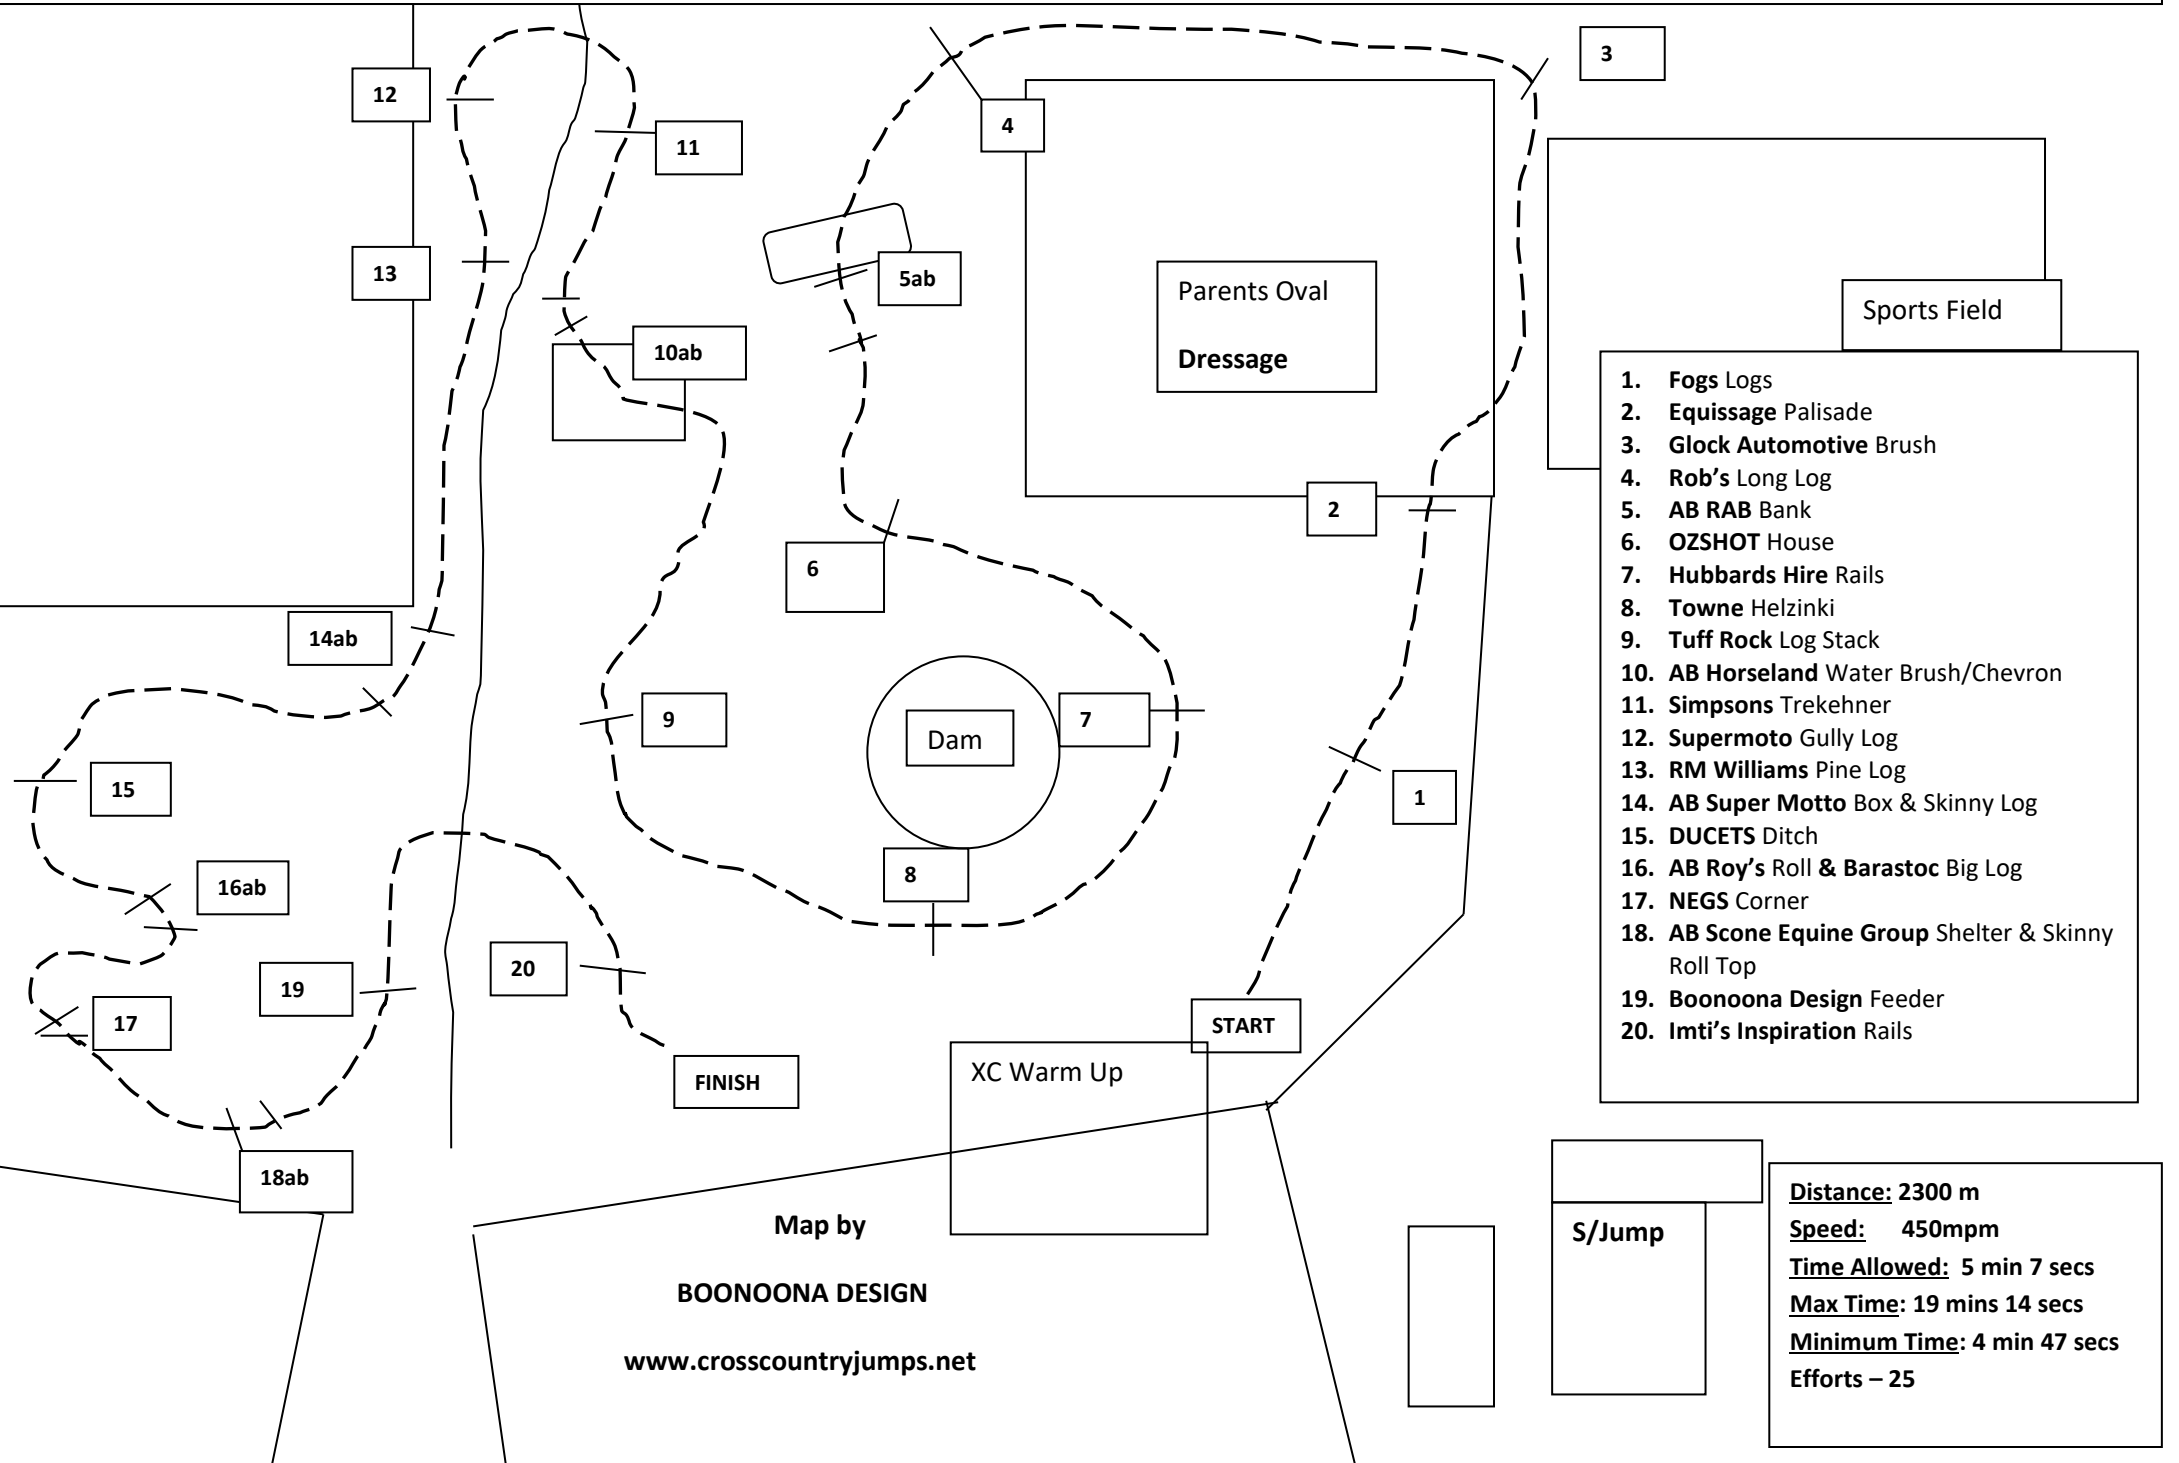 12
11
3
4
13
5ab
10ab
Parents Oval
Dressage
Sports Field
2
6
14ab
9
7
Dam
1
15
8
16ab
20
19
17
START
FINISH
XC Warm Up
18ab
1. Fogs Logs
2. Equissage Palisade
3. Glock Automotive Brush
4. Rob's Long Log
5. AB RAB Bank
6. OZSHOT House
7. Hubbards Hire Rails
8. Towne Helzinki
9. Tuff Rock Log Stack
10. AB Horseland Water Brush/Chevron
11. Simpsons Trekehner
12. Supermoto Gully Log
13. RM Williams Pine Log
14. AB Super Motto Box & Skinny Log
15. DUCETS Ditch
16. AB Roy's Roll & Barastoc Big Log
17. NEGS Corner
18. AB Scone Equine Group Shelter & Skinny
Roll Top
19. Boonoona Design Feeder
20. Imti's Inspiration Rails
Map by
BOONOONA DESIGN
www.crosscountryjumps.net
S/Jump
Distance: 2300 m
Speed: 450mpm
Time Allowed: 5 min 7 secs
Max Time: 19 mins 14 secs
Minimum Time: 4 min 47 secs
Efforts – 25